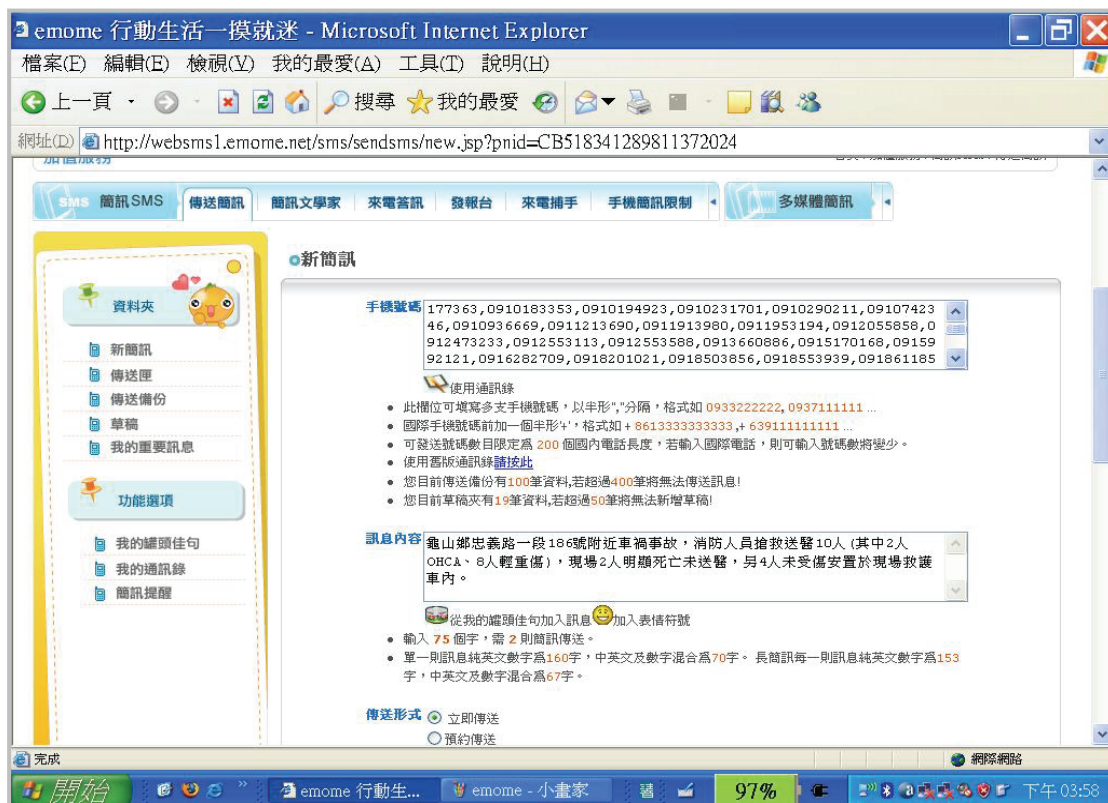 emome 行動生活一摸就迷 - Microsoft Internet Explorer
檔案(F) 編輯(E) 檢視(V) 我的最愛(A) 工具(T) 說明(H)
上一頁 搜尋 我的最愛
網址(D) http://websms1.emome.net/sms/sendsms/new.jsp?pnid=CB518341289811372024
加值服務
SMS 簡訊SMS 傳送簡訊 簡訊文學家 來電答訊 發報台 來電捕手 手機簡訊限制 多媒體簡訊
新簡訊
資料夾
新簡訊
傳送匣
傳送備份
草稿
我的重要訊息
功能選項
我的罐頭佳句
我的通訊錄
簡訊提醒
手機號碼
177363,0910183353,0910194923,0910231701,0910290211,09107423
46,0910936669,0911213690,0911913980,0911953194,0912055858,0
912473233,0912553113,0912553588,0913660886,0915170168,09159
92121,0916282709,0918201021,0918503856,0918553939,091861185
使用通訊錄
此欄位可填寫多支手機號碼，以半形","分隔，格式如 0933222222, 0937111111 ...
國際手機號碼前加一個半形'+'，格式如 + 8613333333333,+ 639111111111 ...
可發送號碼數目限定為 200 個國內電話長度，若輸入國際電話，則可輸入號碼數將變少。
使用舊版通訊錄請按此
您目前傳送備份有100筆資料,若超過400筆將無法傳送訊息!
您目前草稿夾有19筆資料,若超過50筆將無法新增草稿!
訊息內容
龜山鄉忠義路一段186號附近車禍事故，消防人員搶救送醫10人(其中2人
OHCA、8人輕重傷)，現場2人明顯死亡未送醫，另4人未受傷安置於現場救護
車內。
從我的罐頭佳句加入訊息 加入表情符號
輸入 75 個字，需 2 則簡訊傳送。
單一則訊息純英文數字為160字，中英文及數字混合為70字。 長簡訊每一則訊息純英文數字為153
字，中英文及數字混合為67字。
傳送形式 立即傳送
預約傳送
完成 網際網路
開始 emome 行動生... emome - 小畫家 97% 下午 03:58